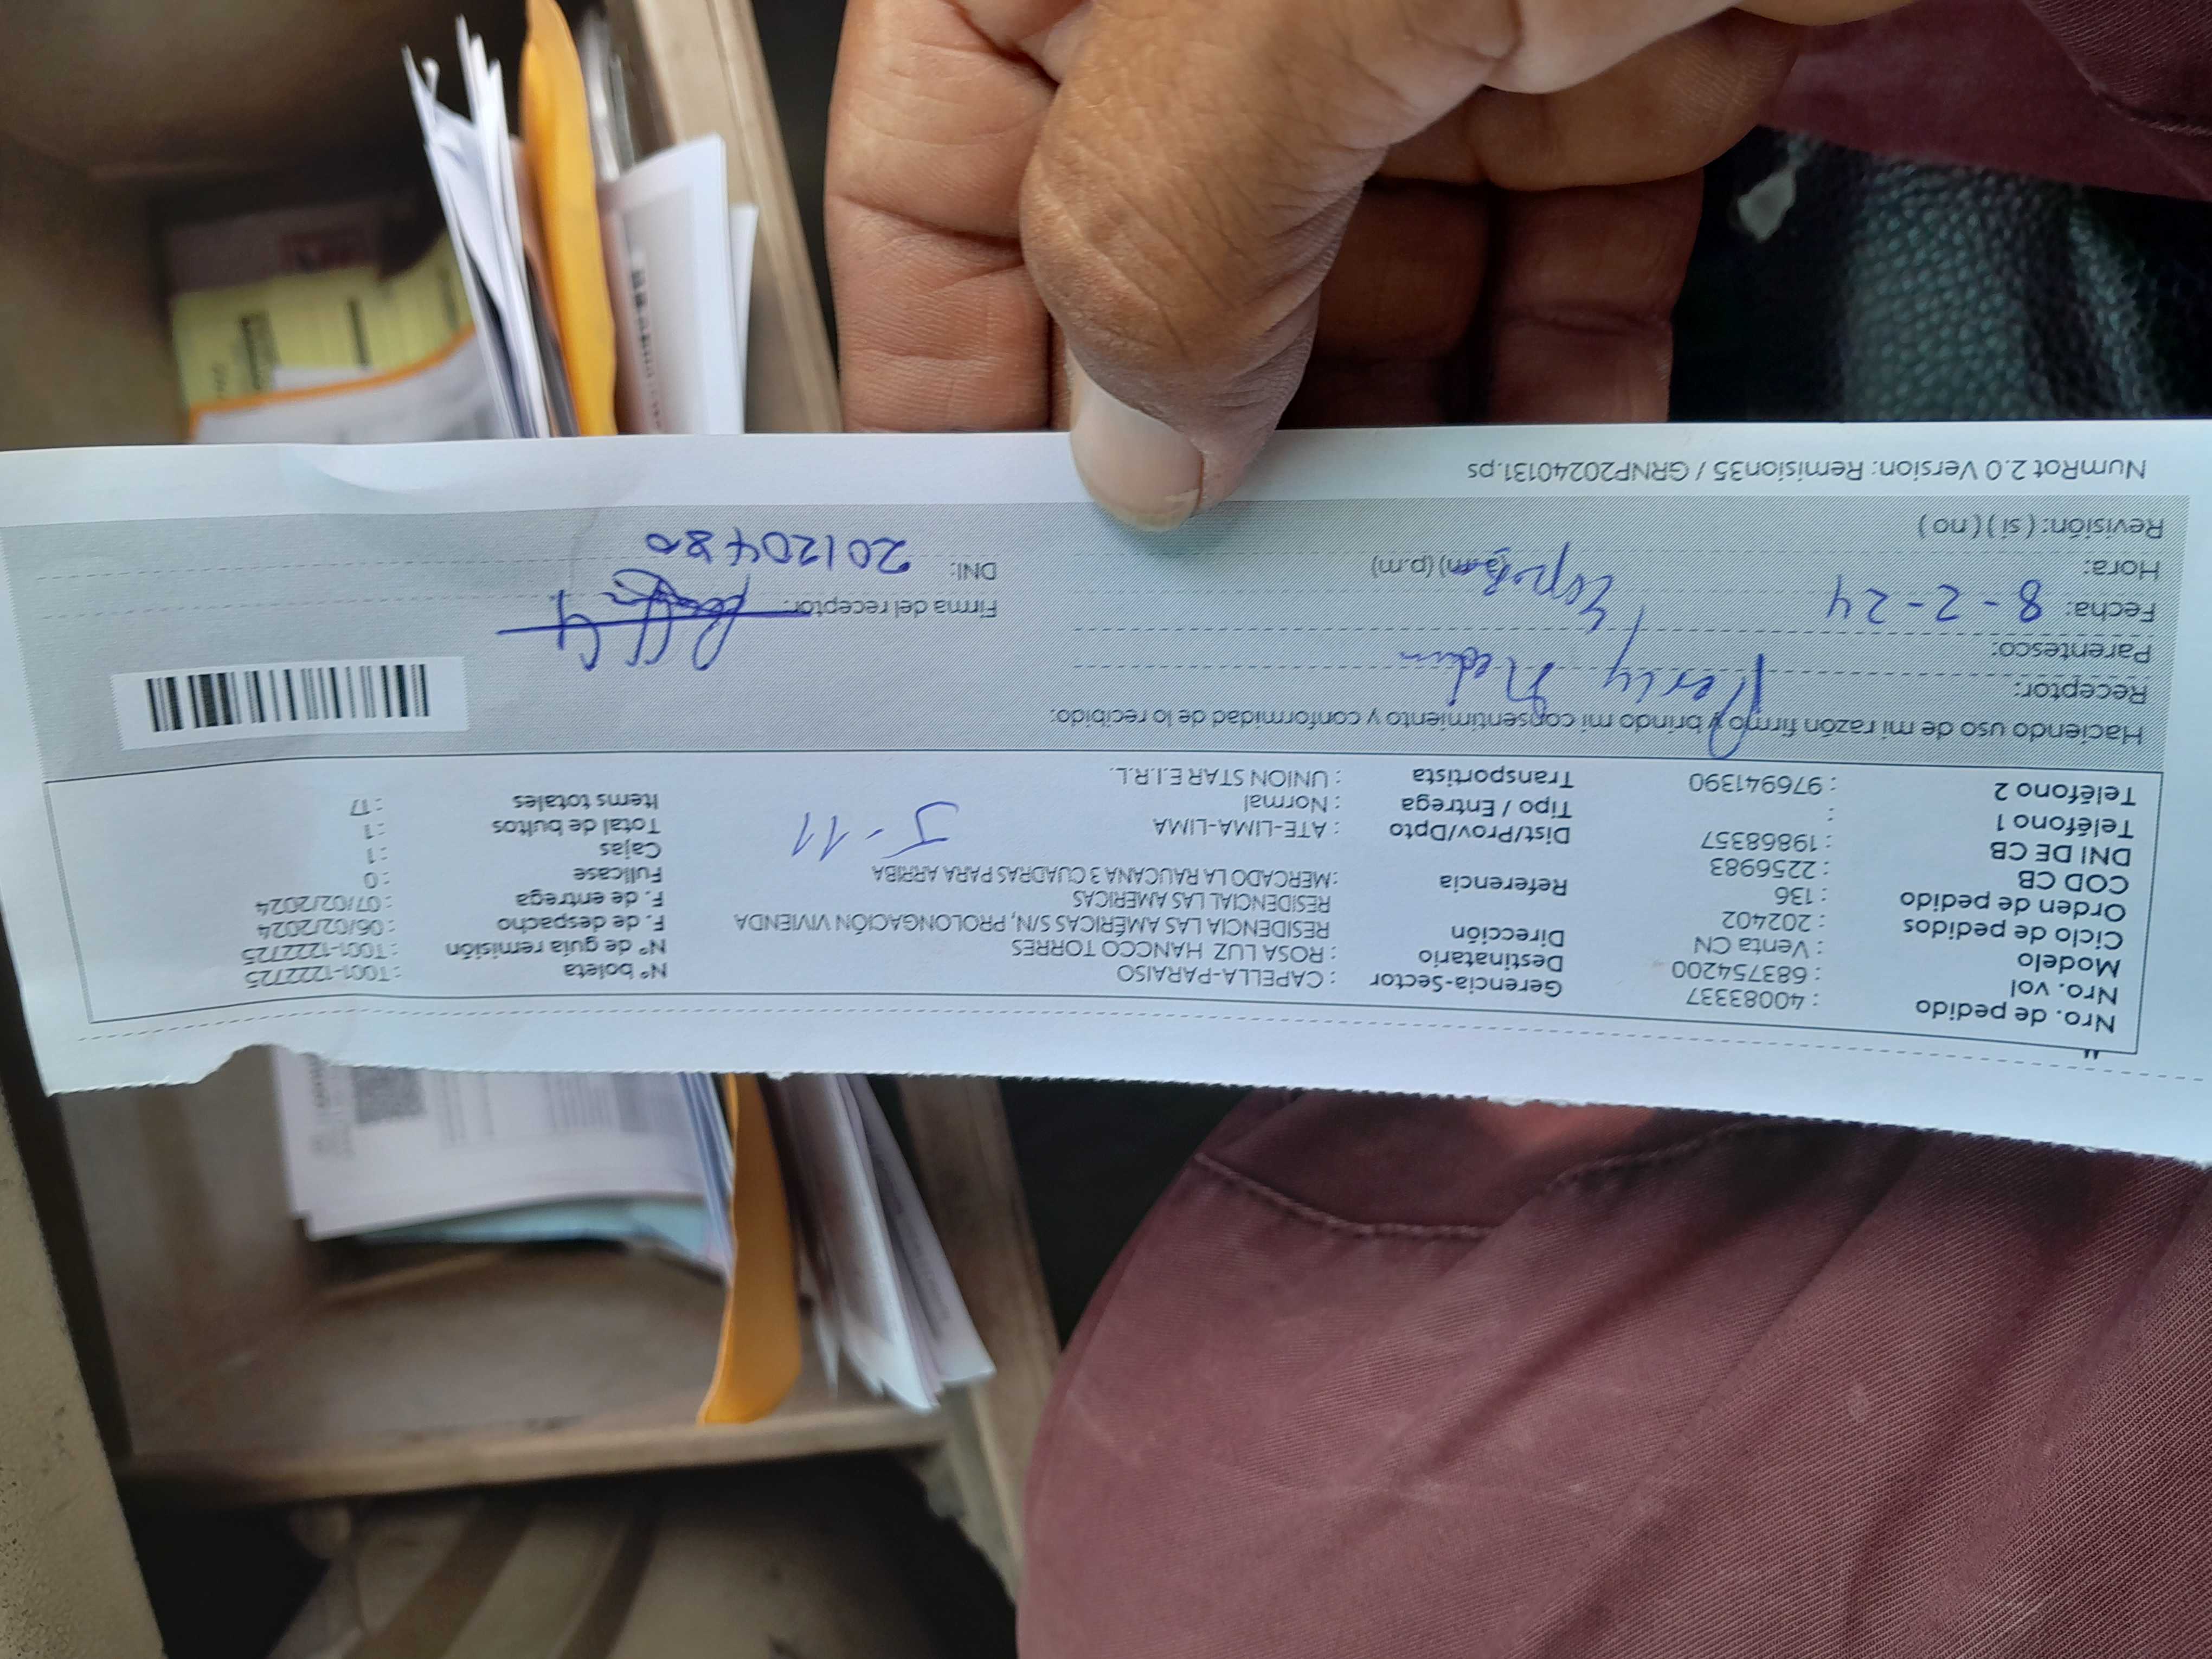 Nro. de pedido : 40083337
Nro. vol : 683754200
Modelo : Venta CN
Ciclo de pedidos : 202402
Orden de pedido : 136
COD CB : 2256983
DNI DE CB : 19868357
Teléfono 1 :
Teléfono 2 : 976941390
Gerencia-Sector : CAPELLA-PARAISO
Destinatario : ROSA LUZ HANCCO TORRES
Dirección RESIDENCIA LAS AMÉRICAS S/N, PROLONGACIÓN VIVIENDA
RESIDENCIAL LAS AMERICAS
Referencia : MERCADO LA RAUCANA 3 CUADRAS PARA ARRIBA
Dist/Prov/Dpto : ATE-LIMA-LIMA
Tipo / Entrega : Normal
Transportista : UNION STAR E.I.R.L.
J-11
Nº boleta : T001-1222725
Nº de guía remisión : T001-1222725
F. de despacho : 06/02/2024
F. de entrega : 07/02/2024
Fullcase : 0
Cajas : 1
Total de bultos : 1
Items totales : 17
Haciendo uso de mi razón firmo y brindo mi consentimiento y conformidad de lo recibido:
Receptor:
Parentesco:
Fecha: 8-2-24
Hora: (a.m) (p.m)
Revisión: ( si ) ( no )
Firma del receptor:
DNI: 20120480
NumRot 2.0 Version: Remision35 / GRNP20240131.ps